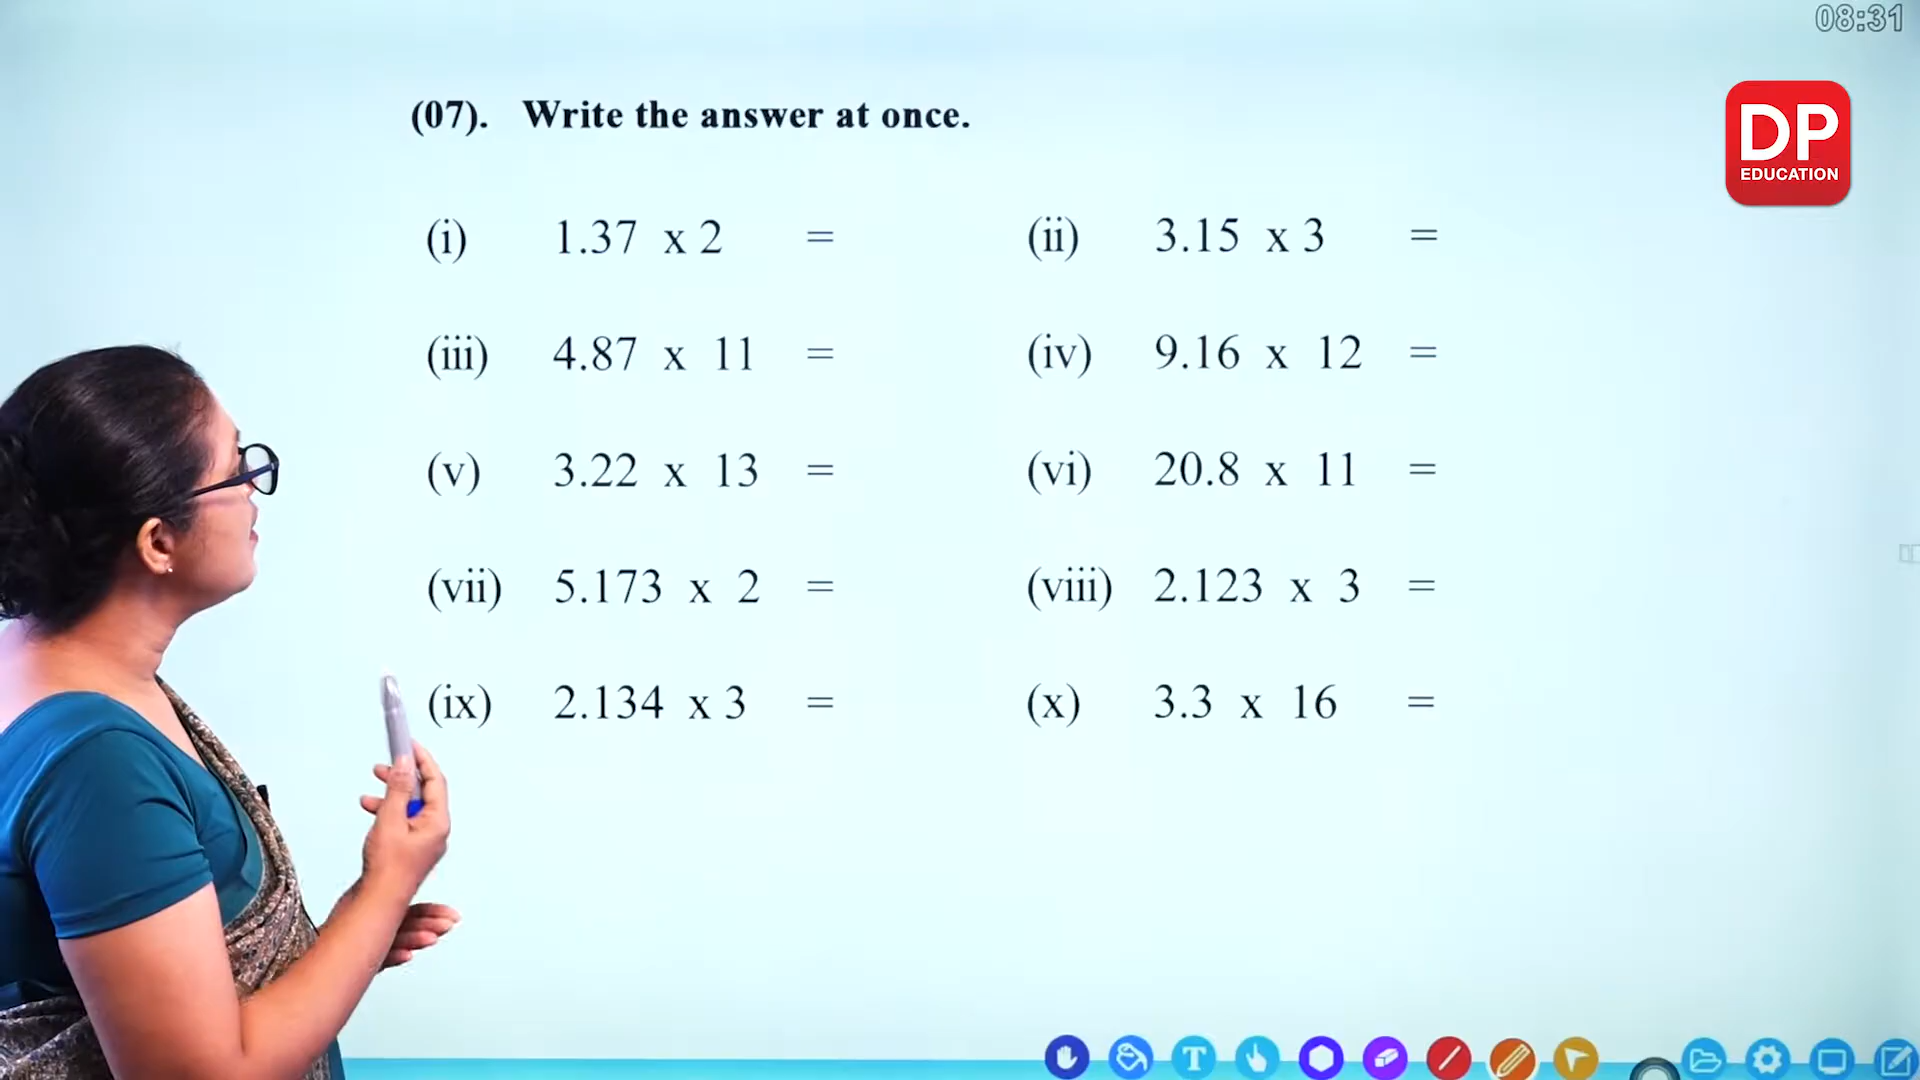 08:31
DP
EDUCATION
(07). Write the answer at once.
(i) 1.37 x 2 = (ii) 3.15 x 3 =
(iii) 4.87 x 11 = (iv) 9.16 x 12 =
(v) 3.22 x 13 = (vi) 20.8 x 11 =
(vii) 5.173 x 2 = (viii) 2.123 x 3 =
(ix) 2.134 x 3 = (x) 3.3 x 16 =
T